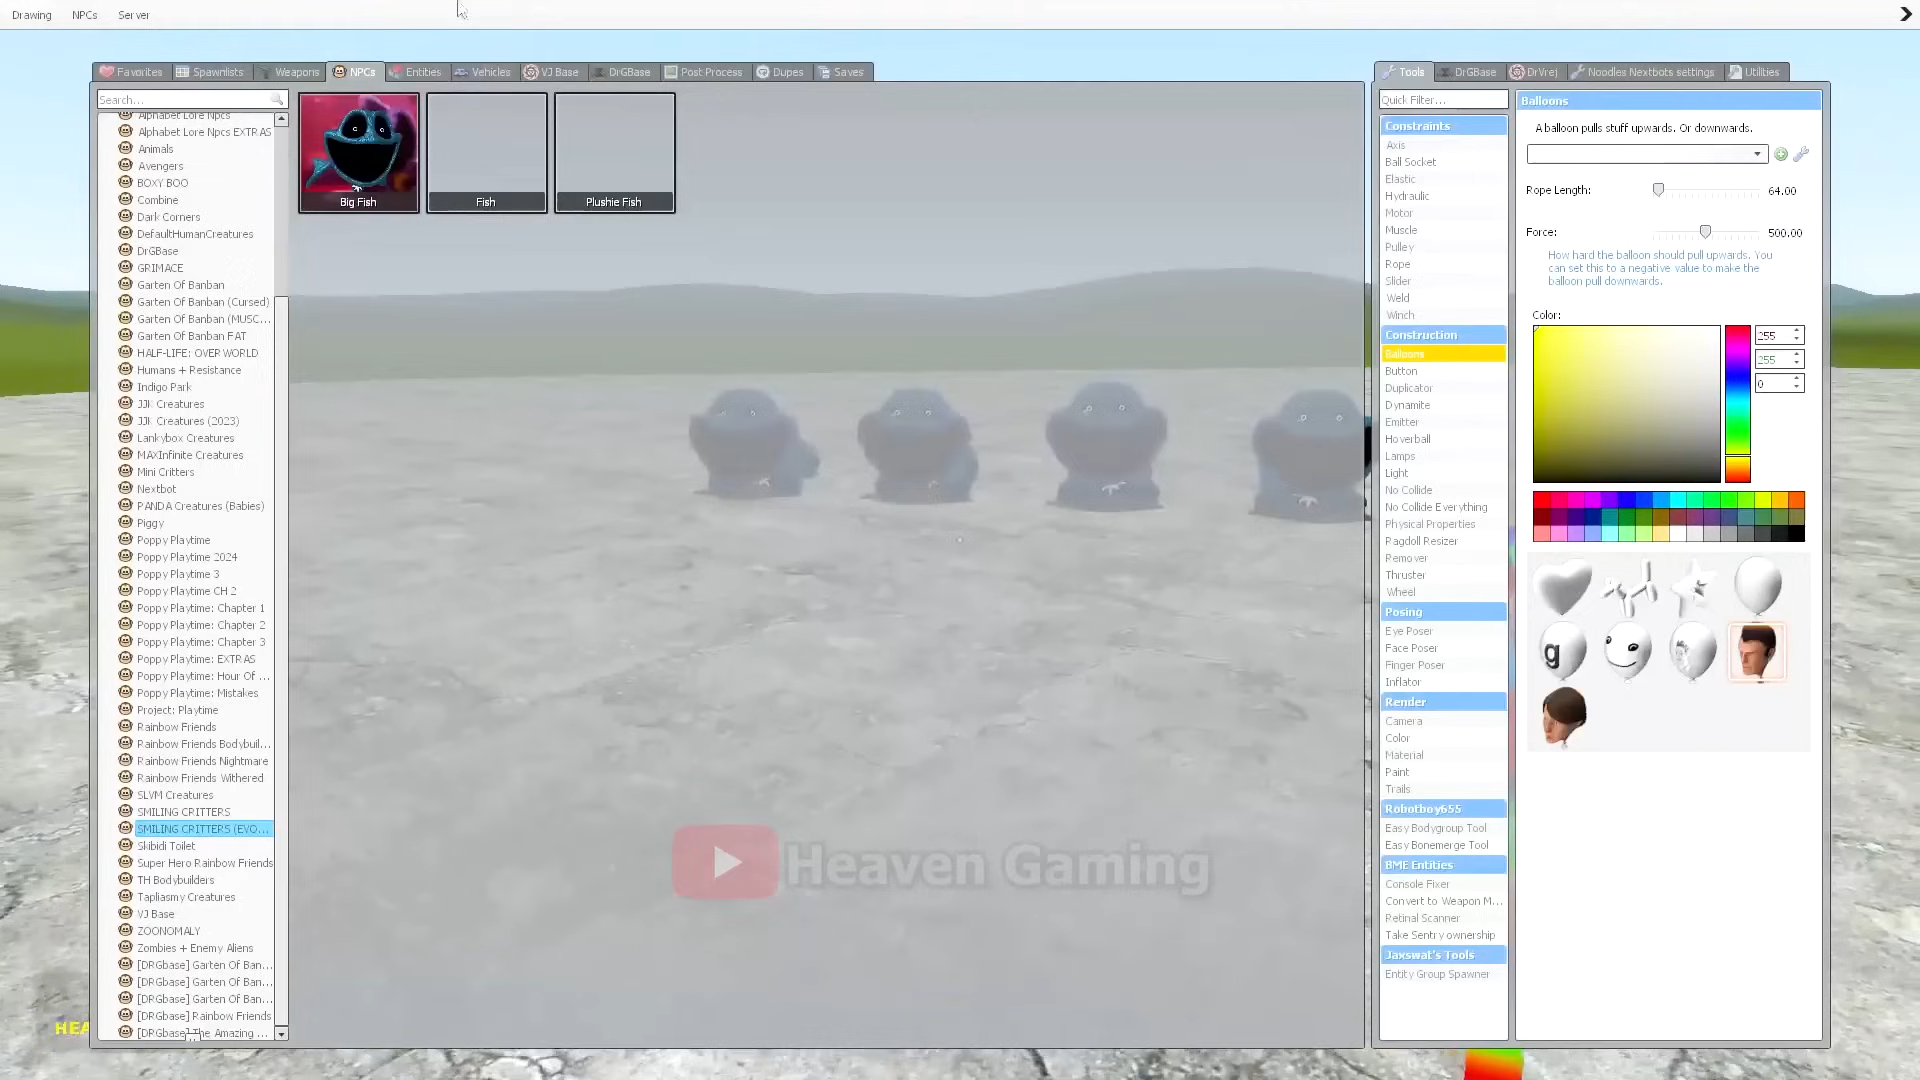 Drawing NPCs Server
Favorites Spawnlists Weapons NPCs Entities Vehicles VJ Base DrGBase Post Process Dupes Saves
Search...
Alphabet Lore Npcs
Alphabet Lore Npcs EXTRAS
Animals
Avengers
BOXY BOO
Combine
Dark Corners
DefaultHumanCreatures
DrGBase
GRIMACE
Garten Of Banban
Garten Of Banban (Cursed)
Garten Of Banban (MUSC...
Garten Of Banban FAT
HALF-LIFE: OVER WORLD
Humans + Resistance
Indigo Park
JJK Creatures
JJK Creatures (2023)
Lankybox Creatures
MAXInfinite Creatures
Mini Critters
Nextbot
PANDA Creatures (Babies)
Piggy
Poppy Playtime
Poppy Playtime 2024
Poppy Playtime 3
Poppy Playtime CH 2
Poppy Playtime: Chapter 1
Poppy Playtime: Chapter 2
Poppy Playtime: Chapter 3
Poppy Playtime: EXTRAS
Poppy Playtime: Hour Of ...
Poppy Playtime: Mistakes
Project: Playtime
Rainbow Friends
Rainbow Friends Bodybuil...
Rainbow Friends Nightmare
Rainbow Friends Withered
SLVM Creatures
SMILING CRITTERS
SMILING CRITTERS (EVO...
Skibidi Toilet
Super Hero Rainbow Friends
TH Bodybuilders
Tapliasmy Creatures
VJ Base
ZOONOMALY
Zombies + Enemy Aliens
[DRGbase] Garten Of Ban...
[DRGbase] Garten Of Ban...
[DRGbase] Garten Of Ban...
[DRGbase] Rainbow Friends
[DRGbase] The Amazing ...
Big Fish
Fish
Plushie Fish
Heaven Gaming
HEA
Tools DrGBase DrVrej Noodles Nextbots settings Utilities
Quick Filter...
Constraints
Axis
Ball Socket
Elastic
Hydraulic
Motor
Muscle
Pulley
Rope
Slider
Weld
Winch
Construction
Balloons
Button
Duplicator
Dynamite
Emitter
Hoverball
Lamps
Light
No Collide
No Collide Everything
Physical Properties
Ragdoll Resizer
Remover
Thruster
Wheel
Posing
Eye Poser
Face Poser
Finger Poser
Inflator
Render
Camera
Color
Material
Paint
Trails
Robotboy655
Easy Bodygroup Tool
Easy Bonemerge Tool
BME Entities
Console Fixer
Convert to Weapon M...
Retinal Scanner
Take Sentry ownership
Jaxswat's Tools
Entity Group Spawner
Balloons
A balloon pulls stuff upwards. Or downwards.
Rope Length: 64.00
Force: 500.00
How hard the balloon should pull upwards. You
can set this to a negative value to make the
balloon pull downwards.
Color:
255
255
0
g